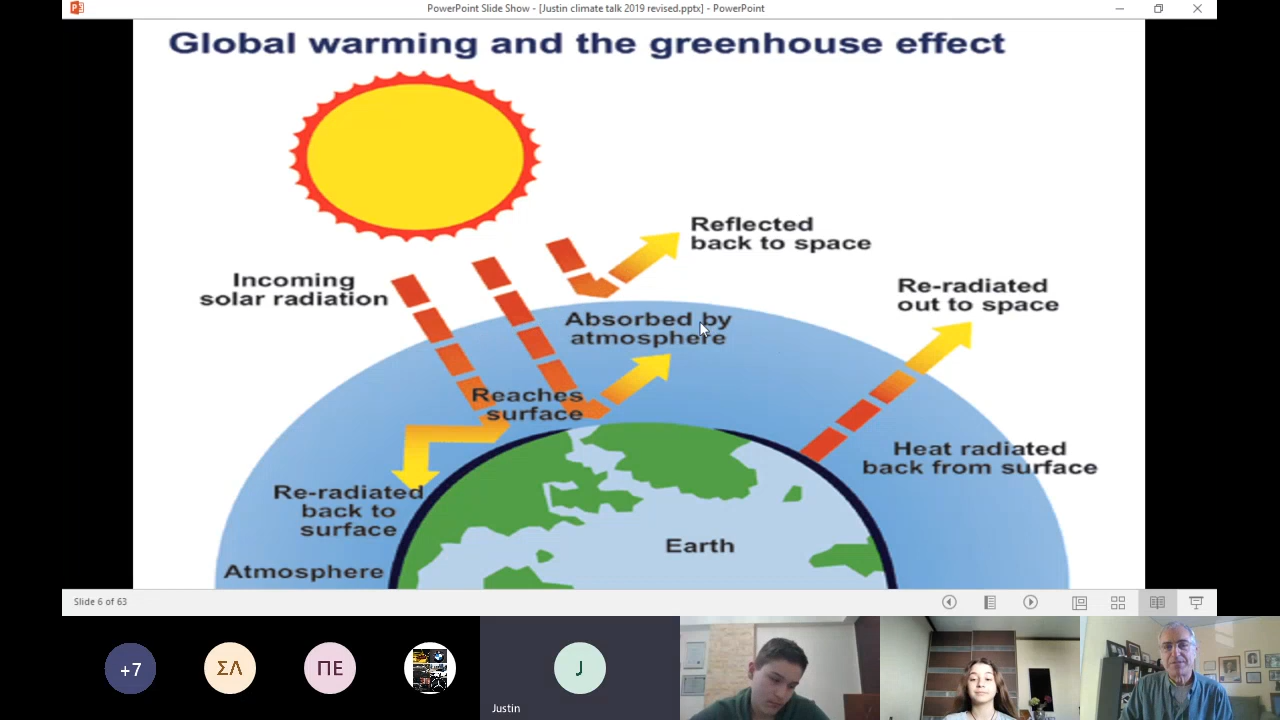 PowerPoint Slide Show - [Justin climate talk 2019 revised.pptx] - PowerPoint
Global warming and the greenhouse effect
Reflected
back to space
Incoming
solar radiation
Re-radiated
out to space
Absorbed by
atmosphere
Reaches
surface
Heat radiated
back from surface
Re-radiated
back to
surface
Earth
Atmosphere
Slide 6 of 63
+7
ΣΛ
ΠΕ
J
Justin